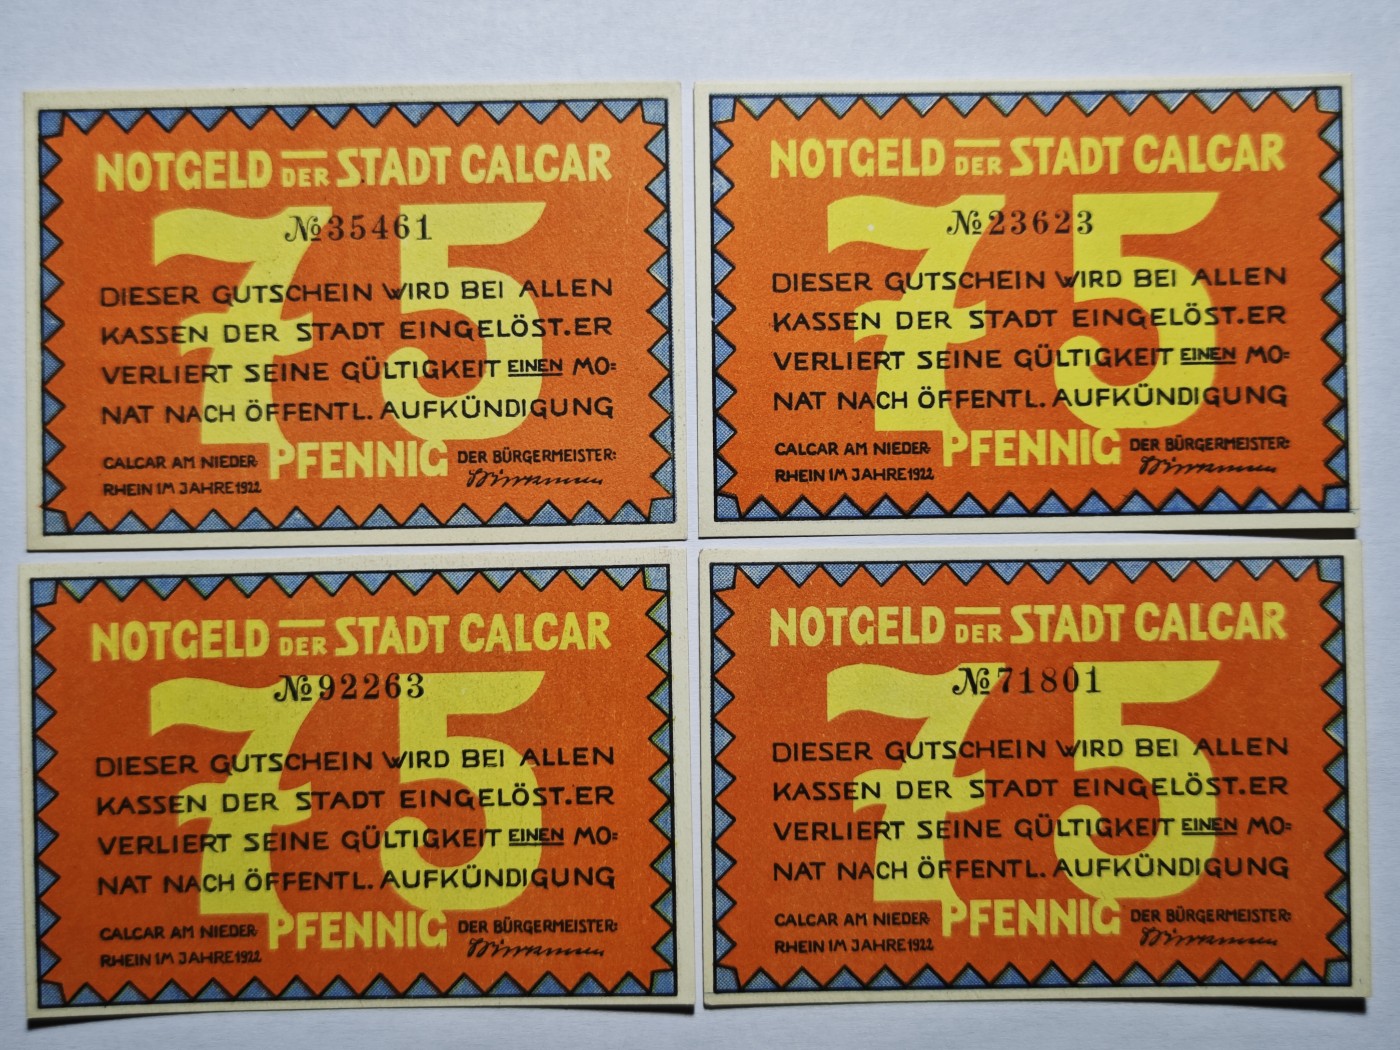 NOTGELD DER STADT CALCAR
75
№35461
DIESER GUTSCHEIN WIRD BEI ALLEN
KASSEN DER STADT EINGELÖST.ER
VERLIERT SEINE GÜLTIGKEIT EINEN MO=
NAT NACH ÖFFENTL. AUFKÜNDIGUNG
CALCAR AM NIEDER-
RHEIN IM JAHRE 1922
PFENNIG
DER BÜRGERMEISTER:
NOTGELD DER STADT CALCAR
75
№23623
DIESER GUTSCHEIN WIRD BEI ALLEN
KASSEN DER STADT EINGELÖST.ER
VERLIERT SEINE GÜLTIGKEIT EINEN MO=
NAT NACH ÖFFENTL. AUFKÜNDIGUNG
CALCAR AM NIEDER-
RHEIN IM JAHRE 1922
PFENNIG
DER BÜRGERMEISTER:
NOTGELD DER STADT CALCAR
75
№92263
DIESER GUTSCHEIN WIRD BEI ALLEN
KASSEN DER STADT EINGELÖST.ER
VERLIERT SEINE GÜLTIGKEIT EINEN MO=
NAT NACH ÖFFENTL. AUFKÜNDIGUNG
CALCAR AM NIEDER-
RHEIN IM JAHRE 1922
PFENNIG
DER BÜRGERMEISTER:
NOTGELD DER STADT CALCAR
75
№71801
DIESER GUTSCHEIN WIRD BEI ALLEN
KASSEN DER STADT EINGELÖST.ER
VERLIERT SEINE GÜLTIGKEIT EINEN MO=
NAT NACH ÖFFENTL. AUFKÜNDIGUNG
CALCAR AM NIEDER-
RHEIN IM JAHRE 1922
PFENNIG
DER BÜRGERMEISTER: